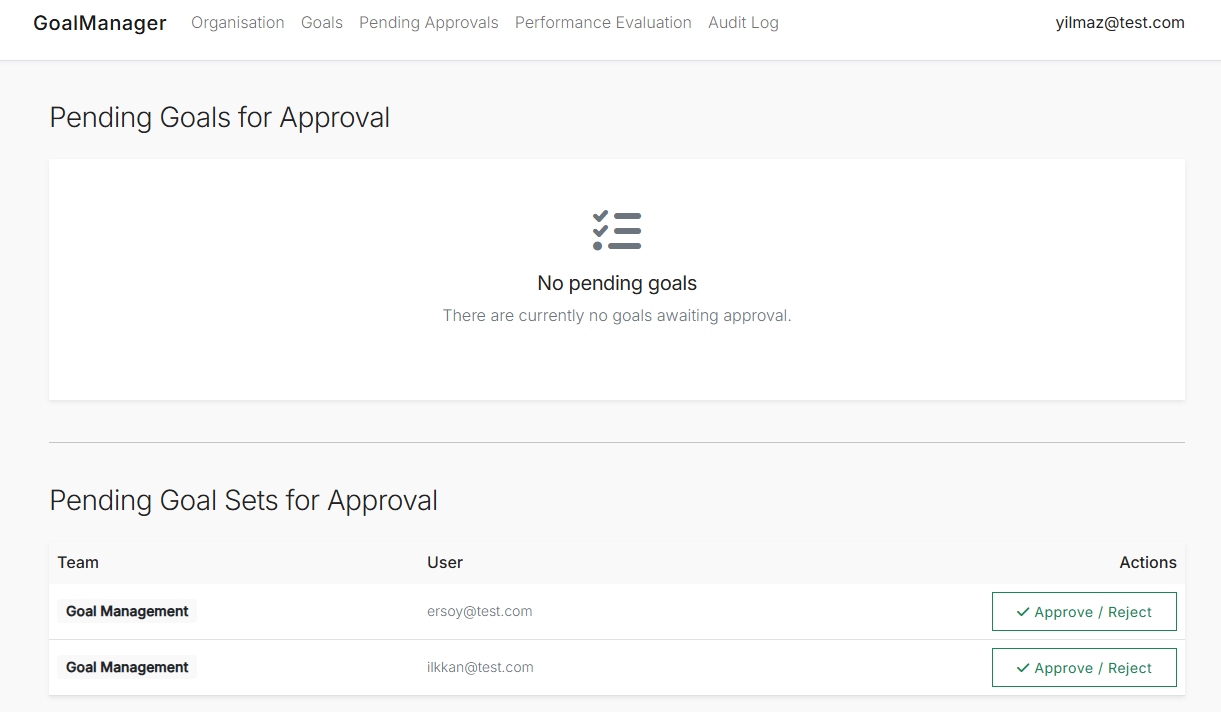 GoalManager Organisation Goals Pending Approvals Performance Evaluation Audit Log yilmaz@test.com
Pending Goals for Approval
No pending goals
There are currently no goals awaiting approval.
Pending Goal Sets for Approval
Team User Actions
Goal Management ersoy@test.com Approve / Reject
Goal Management ilkkan@test.com Approve / Reject